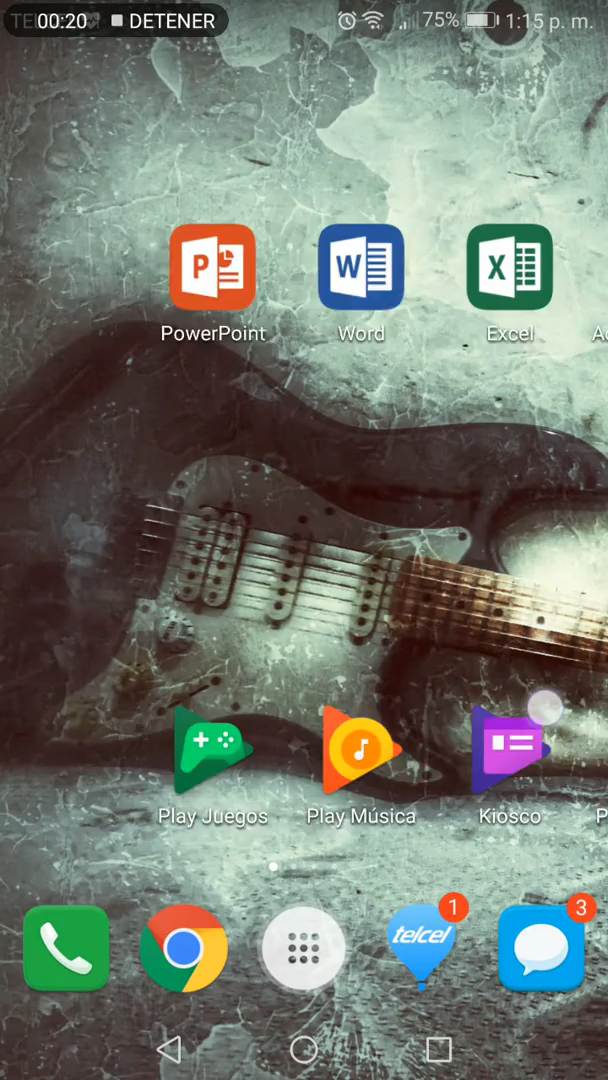 00:20 DETENER 75% 1:15 p. m.
P W X
PowerPoint Word Excel
Play Juegos Play Música Kiosco
1 3
telcel